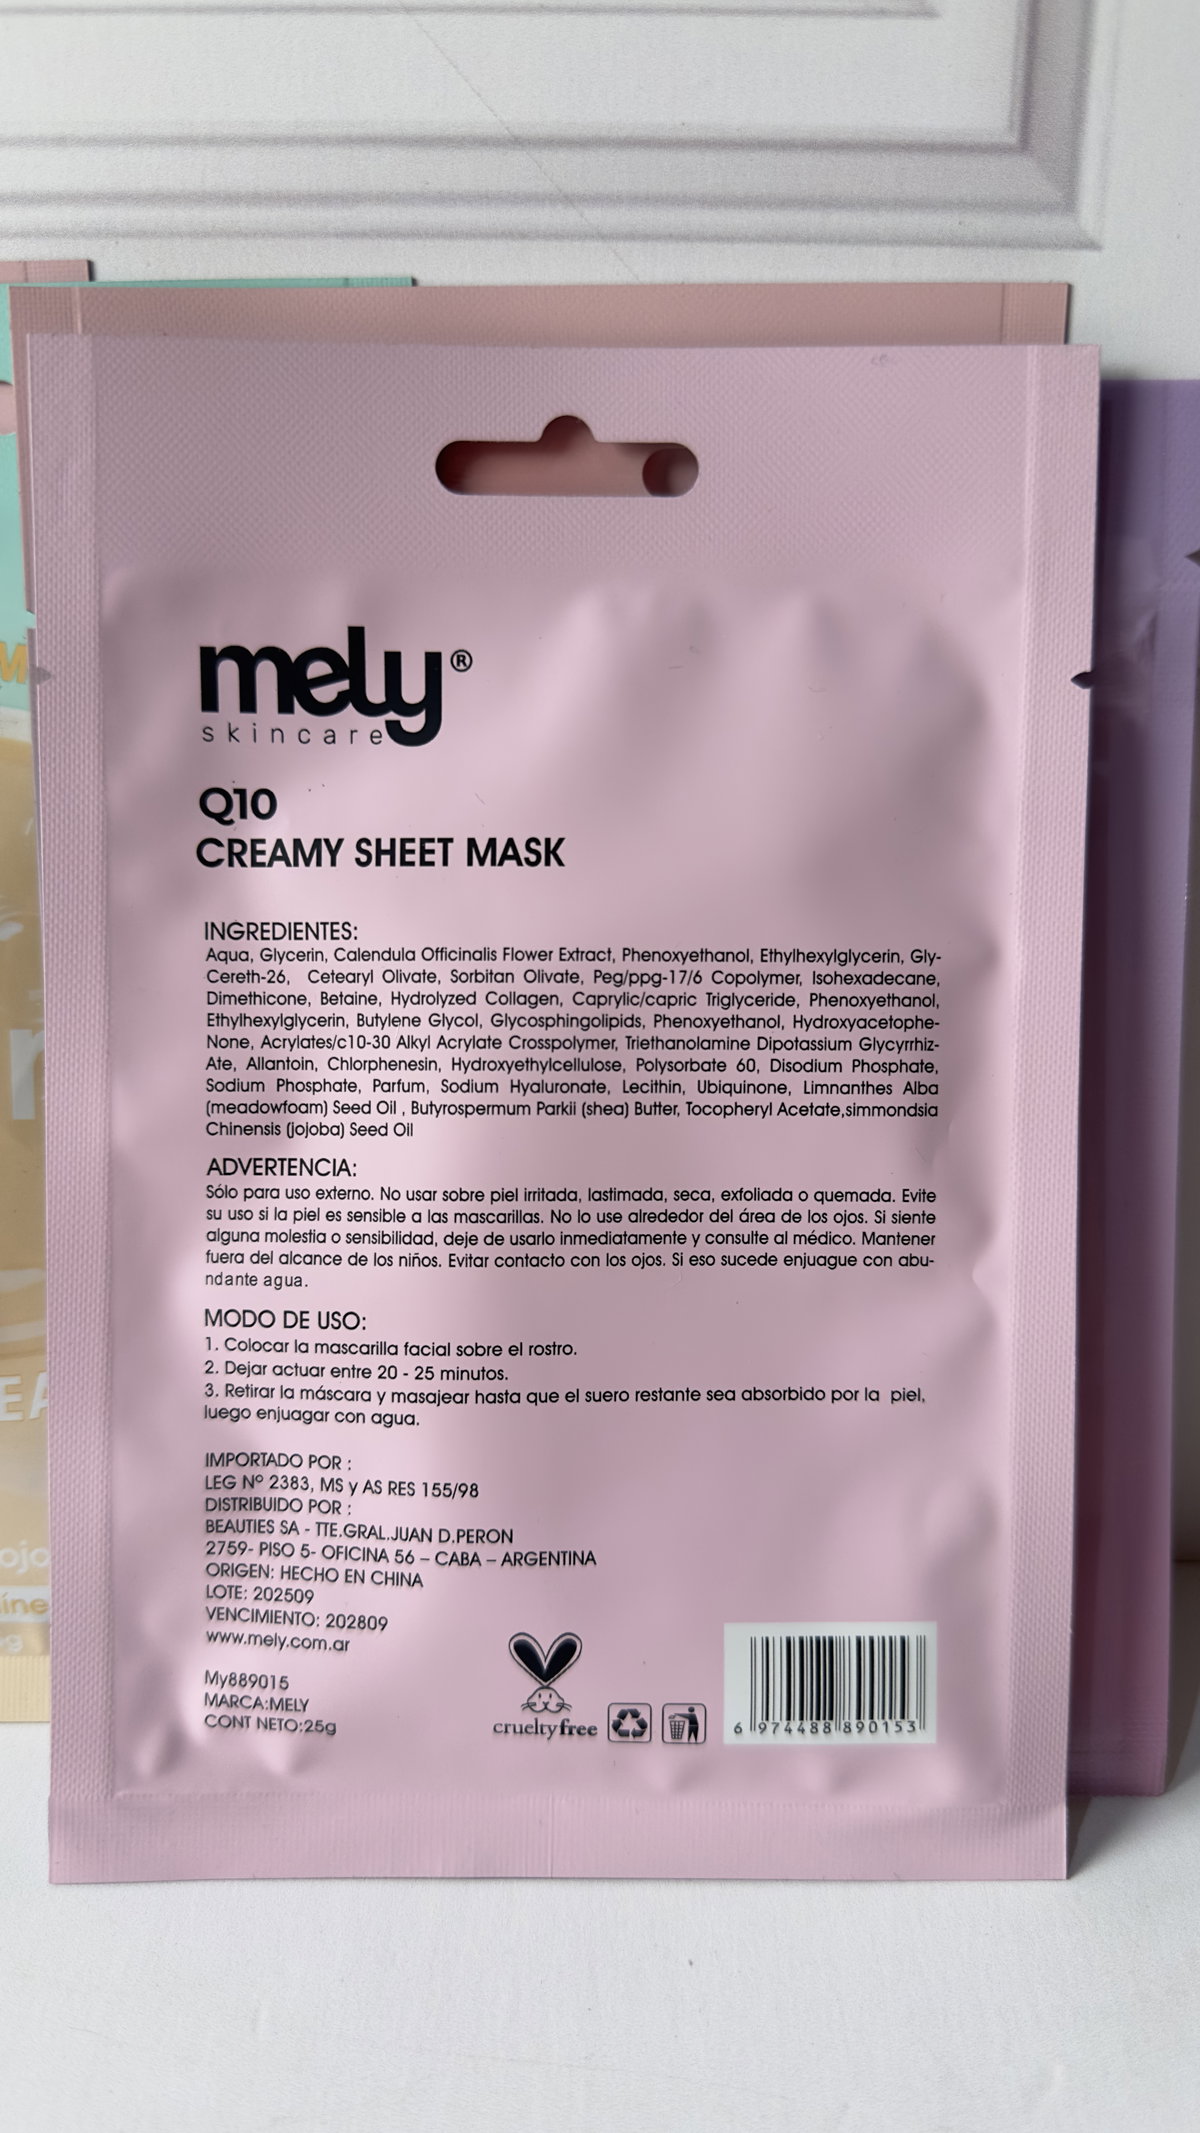 mely®
skincare
Q10
CREAMY SHEET MASK
INGREDIENTES:
Aqua, Glycerin, Calendula Officinalis Flower Extract, Phenoxyethanol, Ethylhexylglycerin, Gly-
Cereth-26, Cetearyl Olivate, Sorbitan Olivate, Peg/ppg-17/6 Copolymer, Isohexadecane,
Dimethicone, Betaine, Hydrolyzed Collagen, Caprylic/capric Triglyceride, Phenoxyethanol,
Ethylhexylglycerin, Butylene Glycol, Glycosphingolipids, Phenoxyethanol, Hydroxyacetophe-
None, Acrylates/c10-30 Alkyl Acrylate Crosspolymer, Triethanolamine Dipotassium Glycyrrhiz-
Ate, Allantoin, Chlorphenesin, Hydroxyethylcellulose, Polysorbate 60, Disodium Phosphate,
Sodium Phosphate, Parfum, Sodium Hyaluronate, Lecithin, Ubiquinone, Limnanthes Alba
(meadowfoam) Seed Oil , Butyrospermum Parkii (shea) Butter, Tocopheryl Acetate,simmondsia
Chinensis (jojoba) Seed Oil
ADVERTENCIA:
Sólo para uso externo. No usar sobre piel irritada, lastimada, seca, exfoliada o quemada. Evite
su uso si la piel es sensible a las mascarillas. No lo use alrededor del área de los ojos. Si siente
alguna molestia o sensibilidad, deje de usarlo inmediatamente y consulte al médico. Mantener
fuera del alcance de los niños. Evitar contacto con los ojos. Si eso sucede enjuague con abu-
ndante agua.
MODO DE USO:
1. Colocar la mascarilla facial sobre el rostro.
2. Dejar actuar entre 20 - 25 minutos.
3. Retirar la máscara y masajear hasta que el suero restante sea absorbido por la piel,
luego enjuagar con agua.
IMPORTADO POR :
LEG Nº 2383, MS y AS RES 155/98
DISTRIBUIDO POR :
BEAUTIES SA - TTE.GRAL.JUAN D.PERON
2759- PISO 5- OFICINA 56 – CABA – ARGENTINA
ORIGEN: HECHO EN CHINA
LOTE: 202509
VENCIMIENTO: 202809
www.mely.com.ar
My889015
MARCA:MELY
CONT NETO:25g
crueltyfree
6 974488 890153